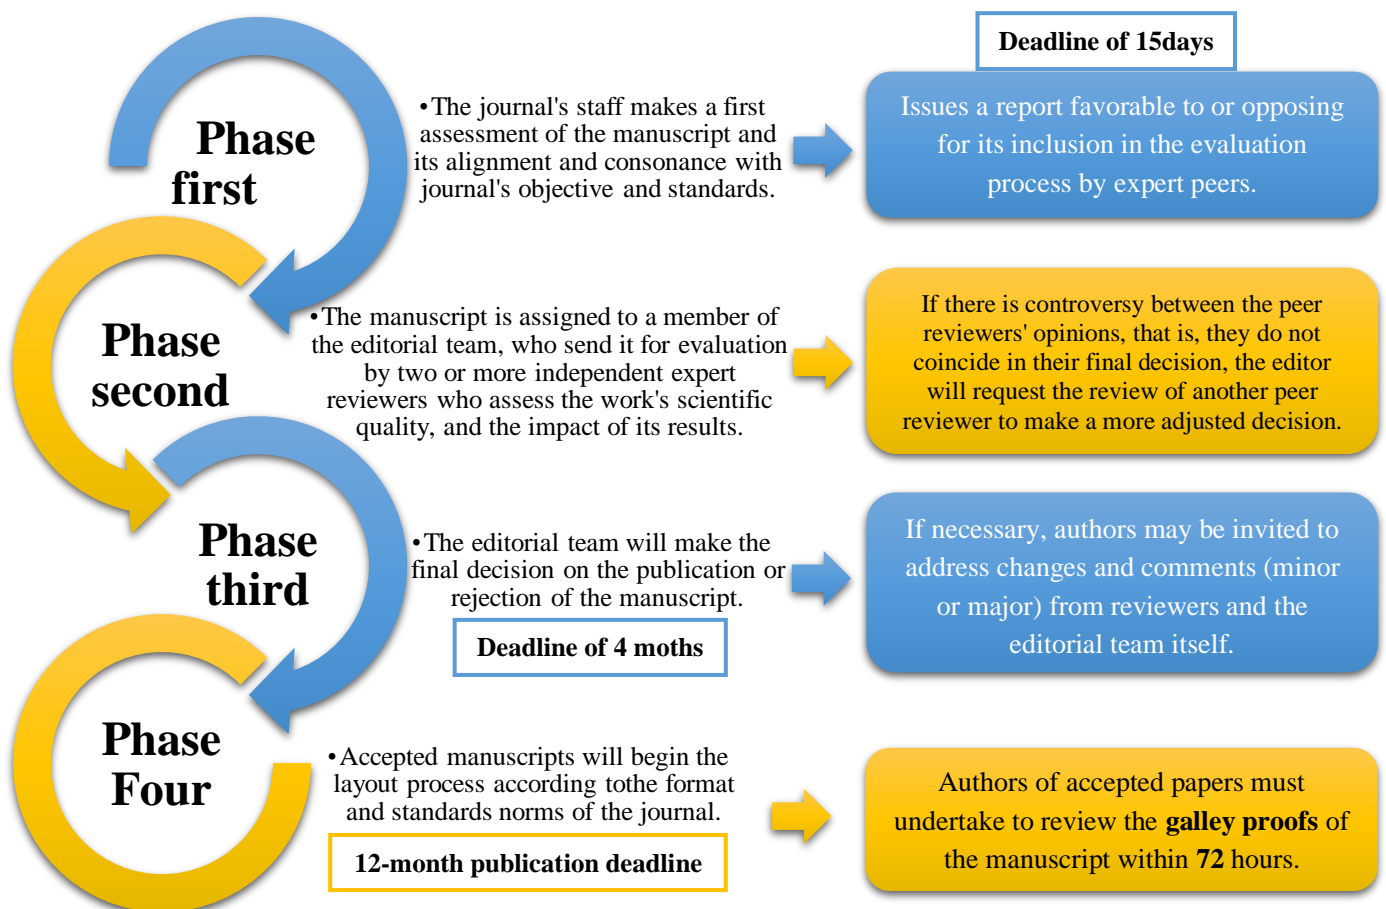 Deadline of 15days
Phase
first
•The journal's staff makes a first
assessment of the manuscript and
its alignment and consonance with
journal's objective and standards.
Issues a report favorable to or opposing
for its inclusion in the evaluation
process by expert peers.
Phase
second
•The manuscript is assigned to a member of
the editorial team, who send it for evaluation
by two or more independent expert
reviewers who assess the work's scientific
quality, and the impact of its results.
If there is controversy between the peer
reviewers' opinions, that is, they do not
coincide in their final decision, the editor
will request the review of another peer
reviewer to make a more adjusted decision.
Phase
third
•The editorial team will make the
final decision on the publication or
rejection of the manuscript.
Deadline of 4 moths
If necessary, authors may be invited to
address changes and comments (minor
or major) from reviewers and the
editorial team itself.
Phase
Four
•Accepted manuscripts will begin the
layout process according tothe format
and standards norms of the journal.
12-month publication deadline
Authors of accepted papers must
undertake to review the galley proofs of
the manuscript within 72 hours.